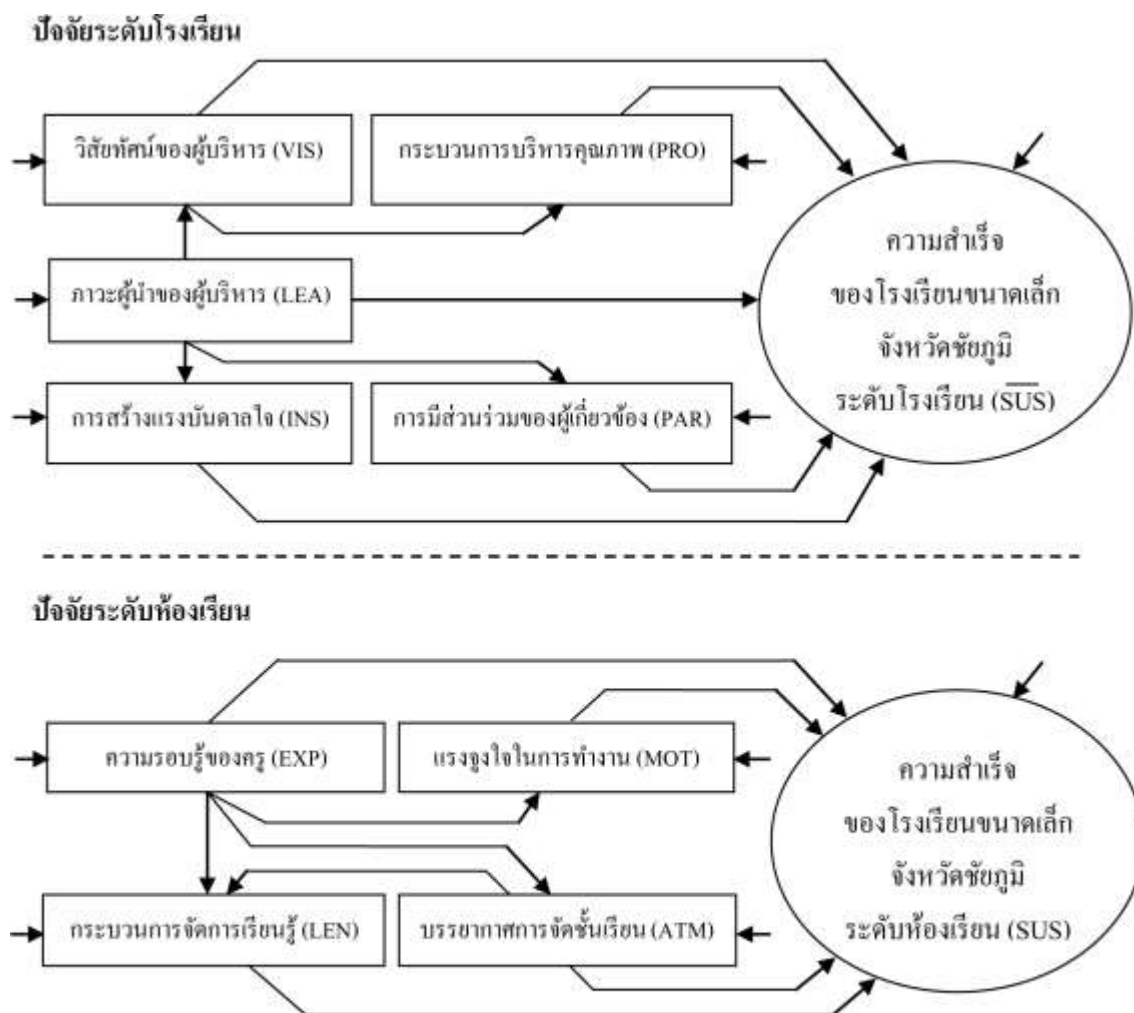 ปัจจัยระดับโรงเรียน
วิสัยทัศน์ของผู้บริหาร (VIS)
กระบวนการบริหารคุณภาพ (PRO)
ภาวะผู้นำของผู้บริหาร (LEA)
การสร้างแรงบันดาลใจ (INS)
การมีส่วนร่วมของผู้เกี่ยวข้อง (PAR)
ความสำเร็จ
ของโรงเรียนขนาดเล็ก
จังหวัดชัยภูมิ
ระดับโรงเรียน (S̅U̅S̅)
ปัจจัยระดับห้องเรียน
ความรอบรู้ของครู (EXP)
แรงจูงใจในการทำงาน (MOT)
กระบวนการจัดการเรียนรู้ (LEN)
บรรยากาศการจัดชั้นเรียน (ATM)
ความสำเร็จ
ของโรงเรียนขนาดเล็ก
จังหวัดชัยภูมิ
ระดับห้องเรียน (SUS)